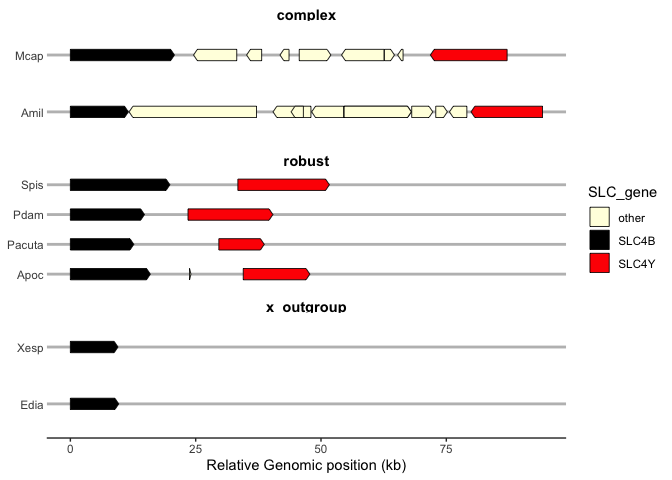 complex
Mcap
Amil
robust
Spis
Pdam
Pacuta
Apoc
x_outgroup
Xesp
Edia
0 25 50 75
Relative Genomic position (kb)
SLC_gene
other
SLC4B
SLC4Y